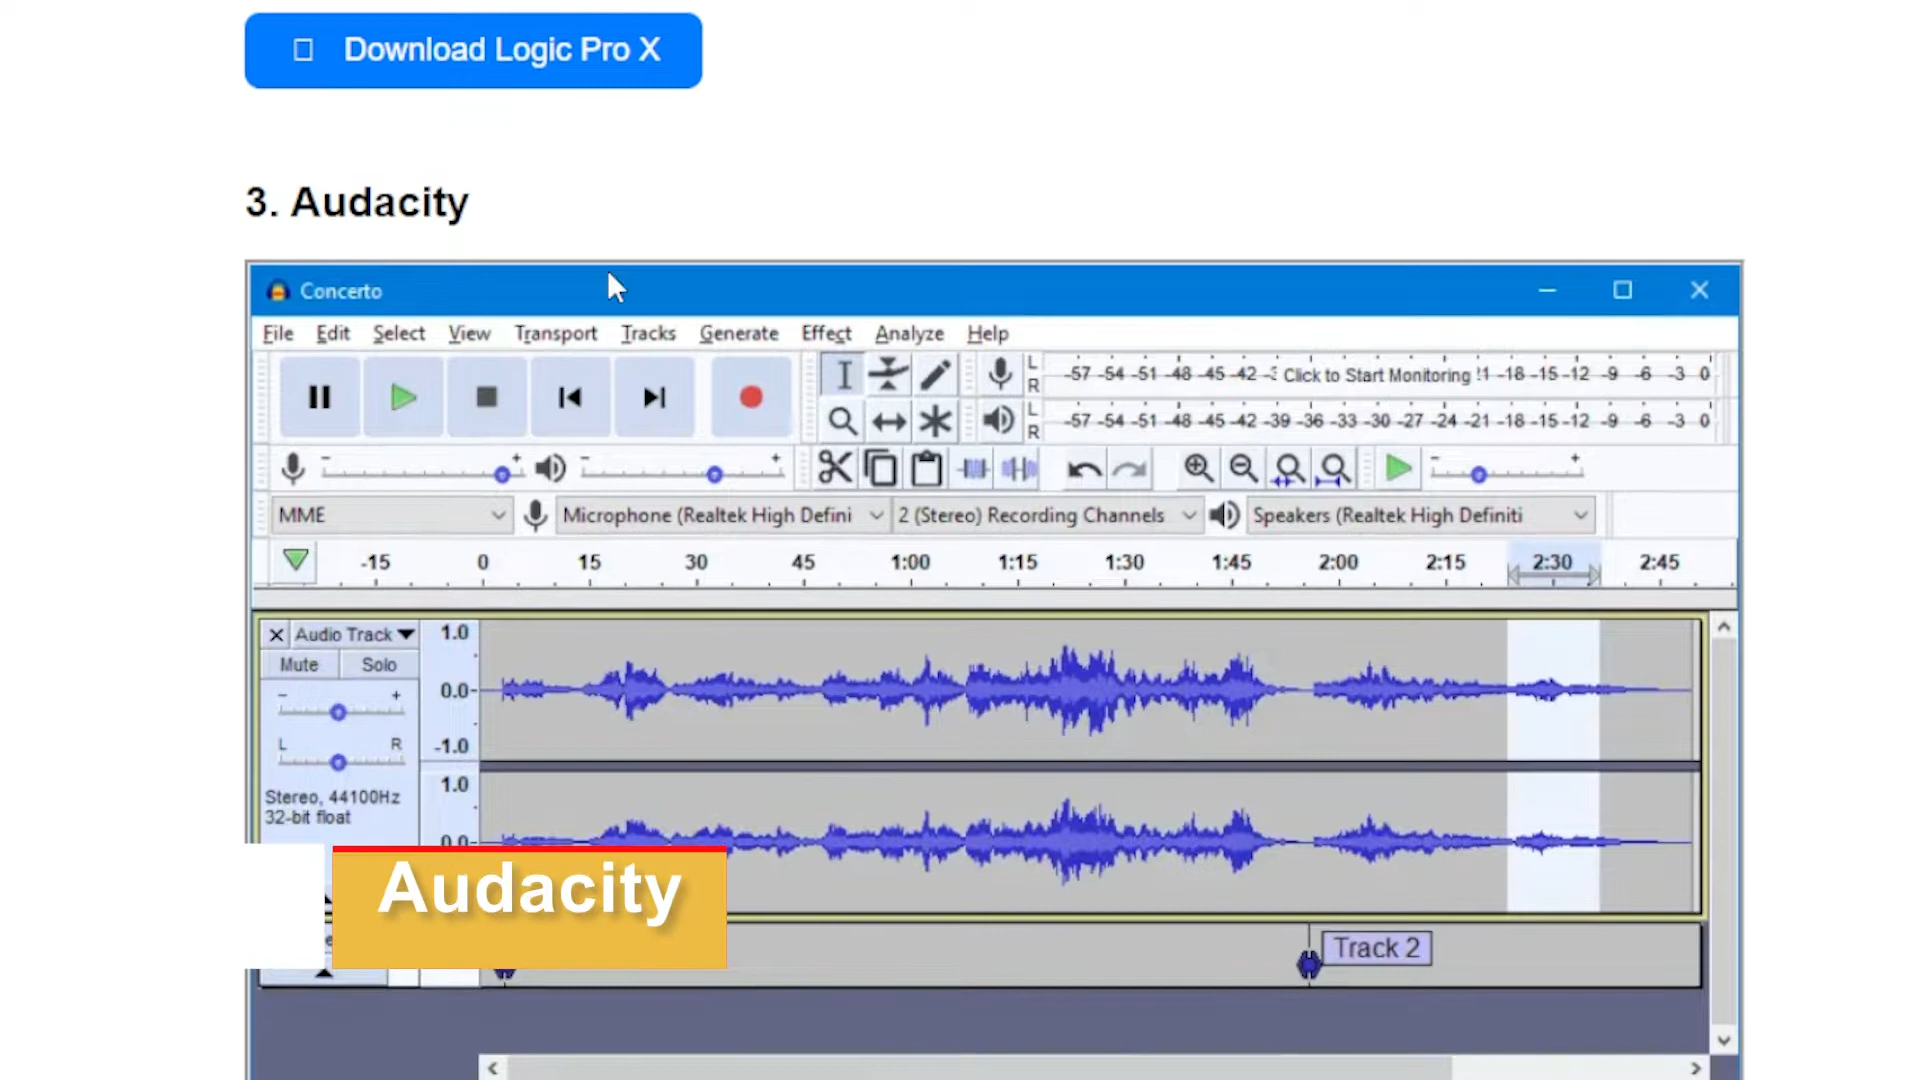 Download Logic Pro X
3. Audacity
Concerto
File Edit Select View Transport Tracks Generate Effect Analyze Help
L
R
-57 -54 -51 -48 -45 -42 Click to Start Monitoring -18 -15 -12 -9 -6 -3 0
L
R
-57 -54 -51 -48 -45 -42 -39 -36 -33 -30 -27 -24 -21 -18 -15 -12 -9 -6 -3 0
- + - + - +
MME Microphone (Realtek High Defini 2 (Stereo) Recording Channels Speakers (Realtek High Definiti
-15 0 15 30 45 1:00 1:15 1:30 1:45 2:00 2:15 2:30 2:45
Audio Track 1.0
Mute Solo
- + 0.0-
L R -1.0
1.0
Stereo, 44100Hz
32-bit float
0.0-
Audacity
Track 2